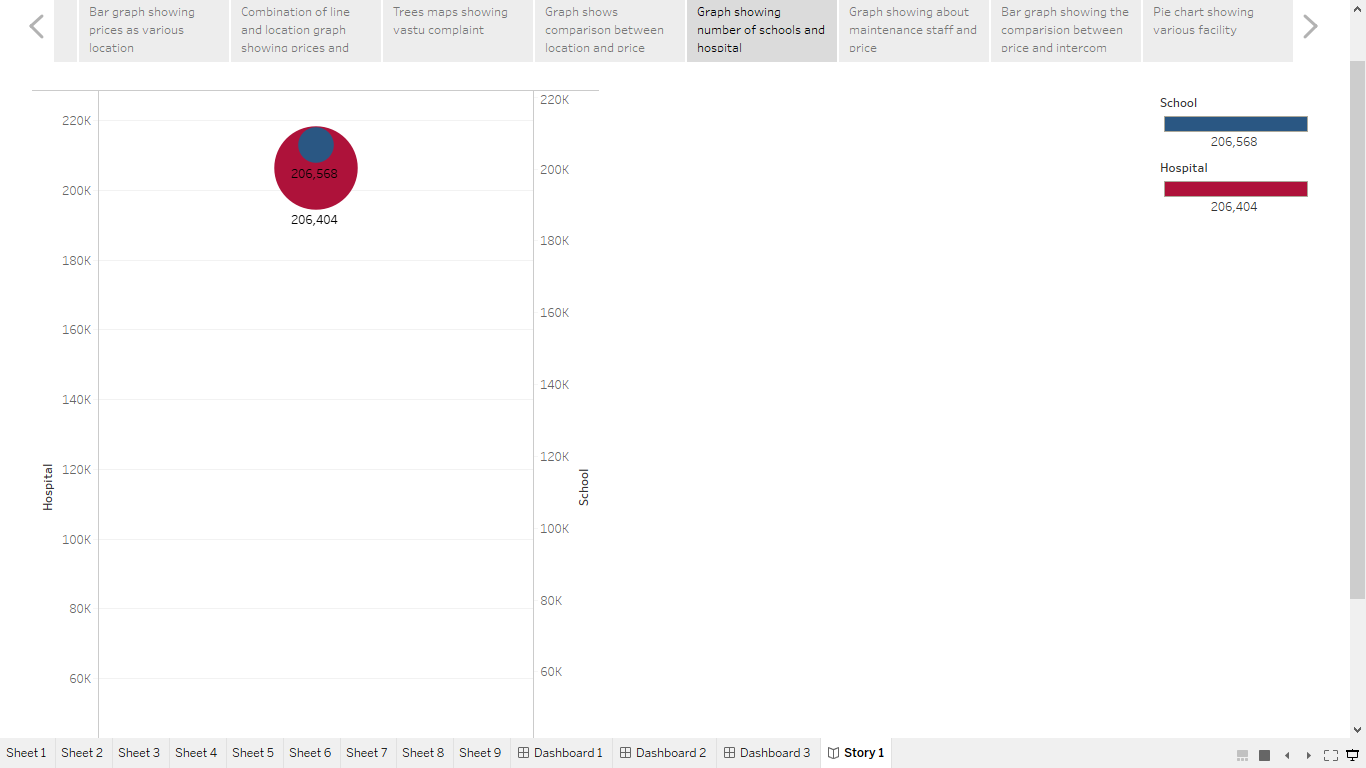 Bar graph showing
prices as various
location
Combination of line
and location graph
showing prices and
Trees maps showing
vastu complaint
Graph shows
comparison between
location and price
Graph showing
number of schools and
hospital
Graph showing about
maintenance staff and
price
Bar graph showing the
comparision between
price and intercom
Pie chart showing
various facility
220K
200K
180K
160K
140K
120K
100K
80K
60K
Hospital
206,568
206,404
220K
200K
180K
160K
140K
120K
100K
80K
60K
School
School
206,568
Hospital
206,404
Sheet 1
Sheet 2
Sheet 3
Sheet 4
Sheet 5
Sheet 6
Sheet 7
Sheet 8
Sheet 9
Dashboard 1
Dashboard 2
Dashboard 3
Story 1